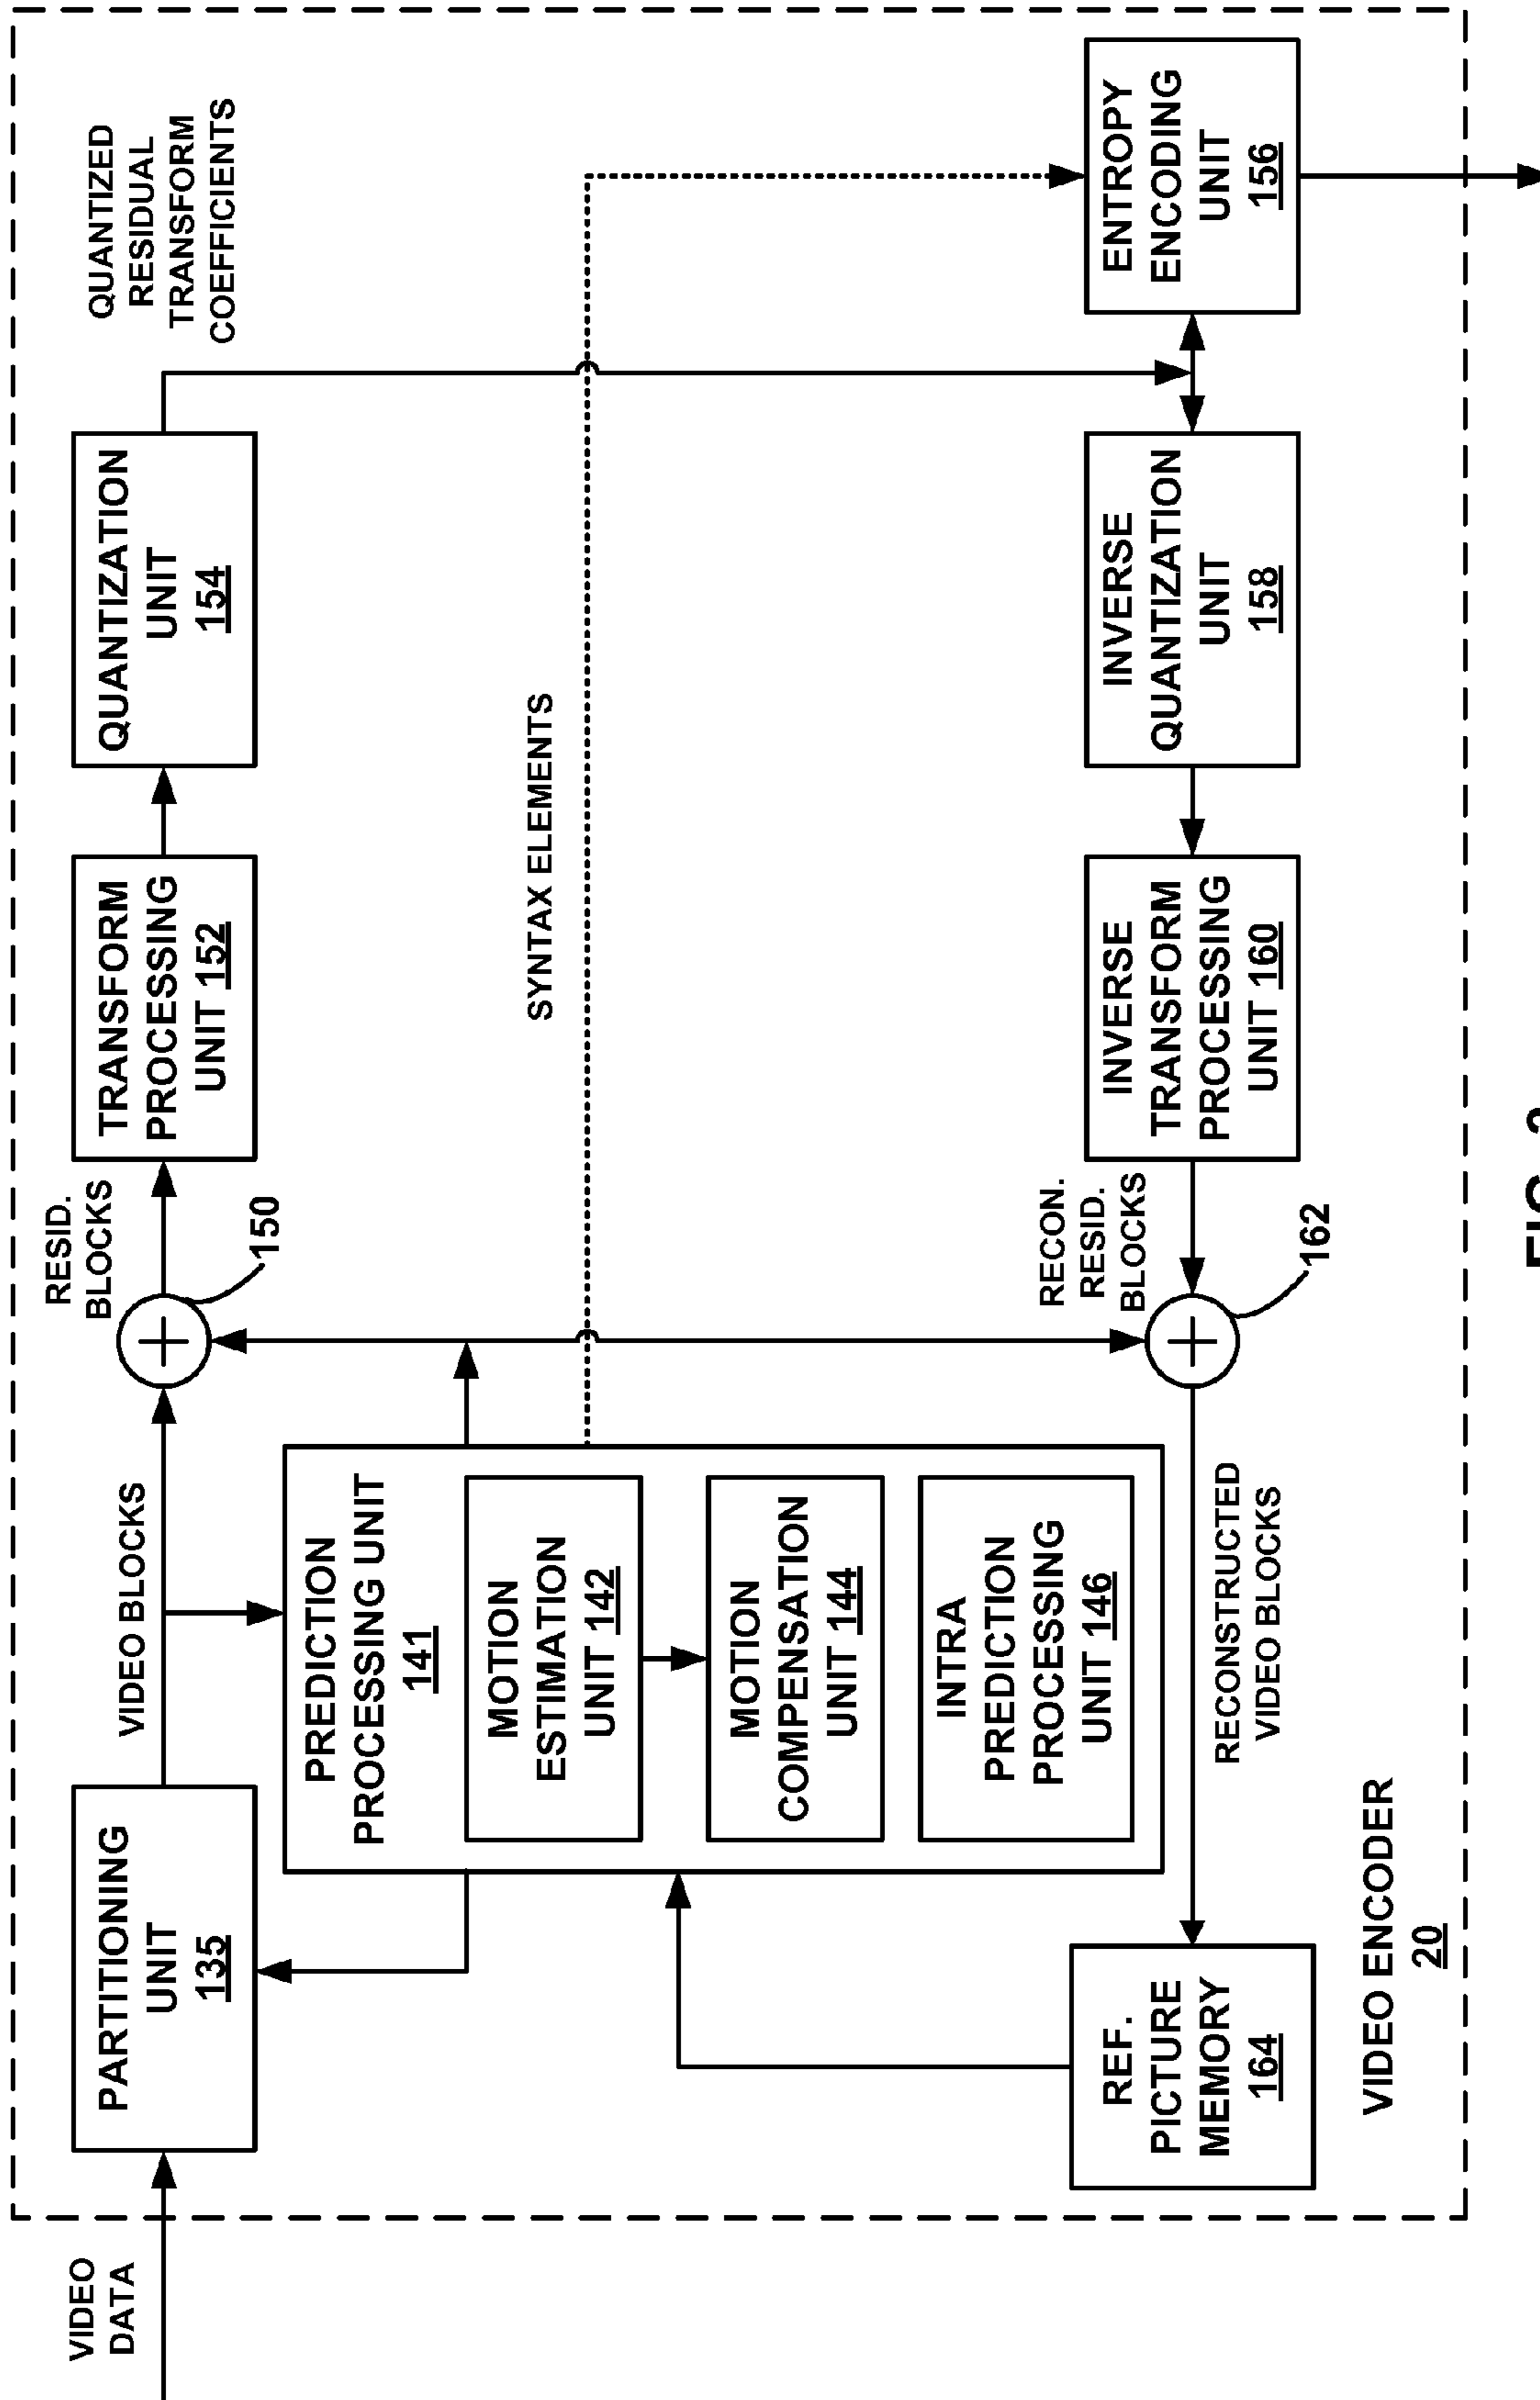 VIDEO
DATA
PARTITIONING
UNIT
135
VIDEO BLOCKS
RESID.
BLOCKS
150
TRANSFORM
PROCESSING
UNIT 152
QUANTIZATION
UNIT
154
QUANTIZED
RESIDUAL
TRANSFORM
COEFFICIENTS
PREDICTION
PROCESSING UNIT
141
MOTION
ESTIMATION
UNIT 142
MOTION
COMPENSATION
UNIT 144
INTRA
PREDICTION
PROCESSING
UNIT 146
SYNTAX ELEMENTS
REF.
PICTURE
MEMORY
164
RECONSTRUCTED
VIDEO BLOCKS
RECON.
RESID.
BLOCKS
162
INVERSE
TRANSFORM
PROCESSING
UNIT 160
INVERSE
QUANTIZATION
UNIT
158
ENTROPY
ENCODING
UNIT
156
VIDEO ENCODER
20